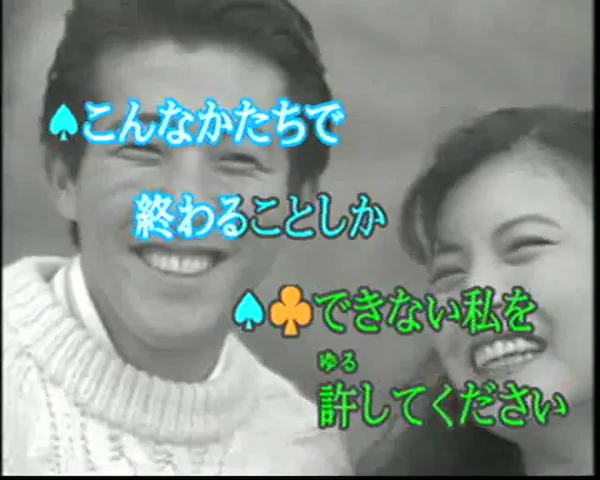 ♠こんなかたちで
終わることしか
♠♣できない私を
ゆる
許してください